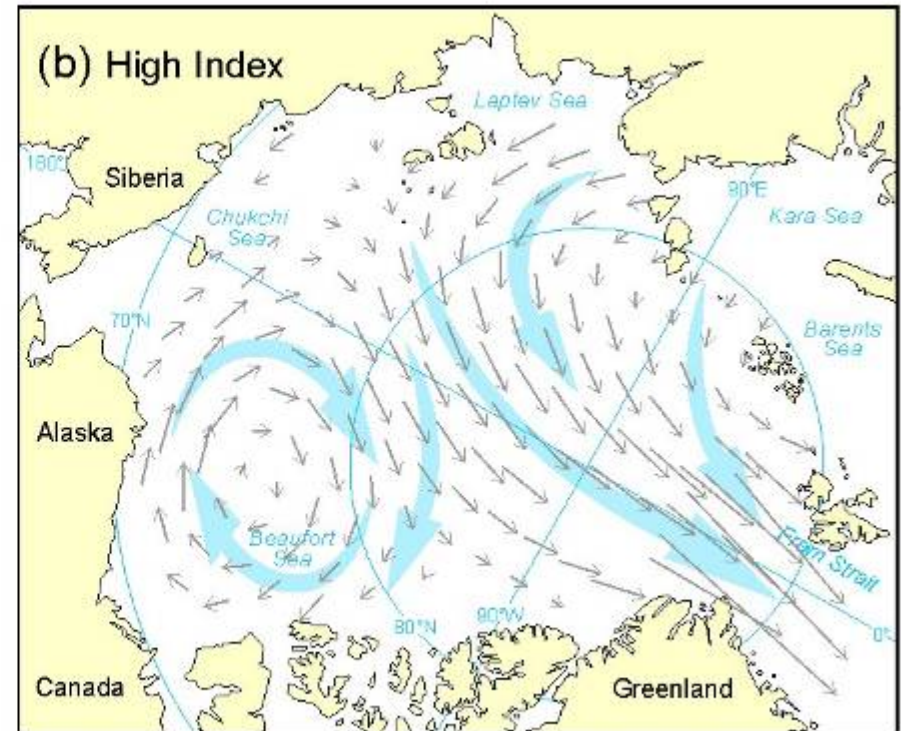 (b) High Index
Laptev Sea
180°
Siberia
90°E
Chukchi
Sea
Kara Sea
70°N
Barents
Sea
Alaska
Beaufort
Sea
Fram Strait
80°N
90°W
0°
Canada
Greenland